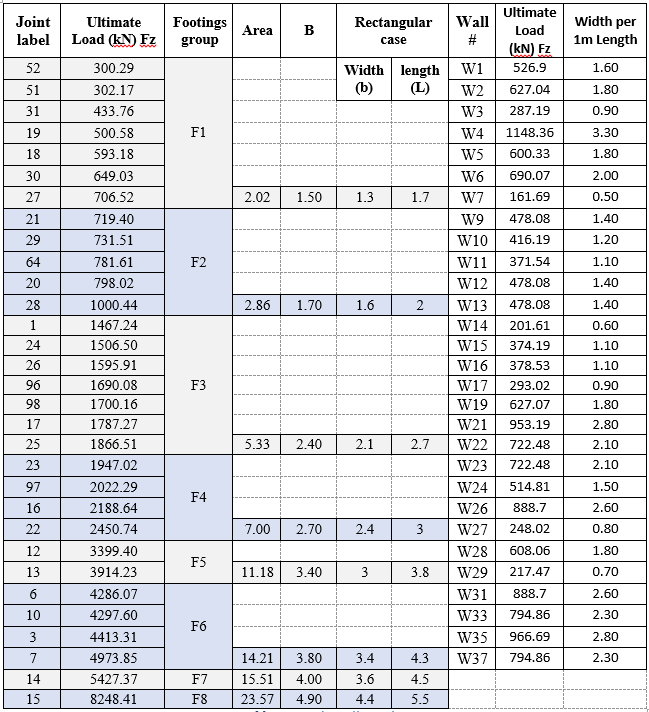 Joint label Ultimate Load (kN) Fz Footings group Area B Rectangular case Wall # Ultimate Load (kN) Fz Width per 1m Length
Width (b) length (L)
52 300.29 W1 526.9 1.60
51 302.17 W2 627.04 1.80
31 433.76 W3 287.19 0.90
19 500.58 F1 W4 1148.36 3.30
18 593.18 W5 600.33 1.80
30 649.03 W6 690.07 2.00
27 706.52 2.02 1.50 1.3 1.7 W7 161.69 0.50
21 719.40 W9 478.08 1.40
29 731.51 W10 416.19 1.20
64 781.61 F2 W11 371.54 1.10
20 798.02 W12 478.08 1.40
28 1000.44 2.86 1.70 1.6 2 W13 478.08 1.40
1 1467.24 W14 201.61 0.60
24 1506.50 W15 374.19 1.10
26 1595.91 W16 378.53 1.10
96 1690.08 F3 W17 293.02 0.90
98 1700.16 W19 627.07 1.80
17 1787.27 W21 953.19 2.80
25 1866.51 5.33 2.40 2.1 2.7 W22 722.48 2.10
23 1947.02 W23 722.48 2.10
97 2022.29 F4 W24 514.81 1.50
16 2188.64 W26 888.7 2.60
22 2450.74 7.00 2.70 2.4 3 W27 248.02 0.80
12 3399.40 F5 W28 608.06 1.80
13 3914.23 11.18 3.40 3 3.8 W29 217.47 0.70
6 4286.07 W31 888.7 2.60
10 4297.60 F6 W33 794.86 2.30
3 4413.31 W35 966.69 2.80
7 4973.85 14.21 3.80 3.4 4.3 W37 794.86 2.30
14 5427.37 F7 15.51 4.00 3.6 4.5
15 8248.41 F8 23.57 4.90 4.4 5.5